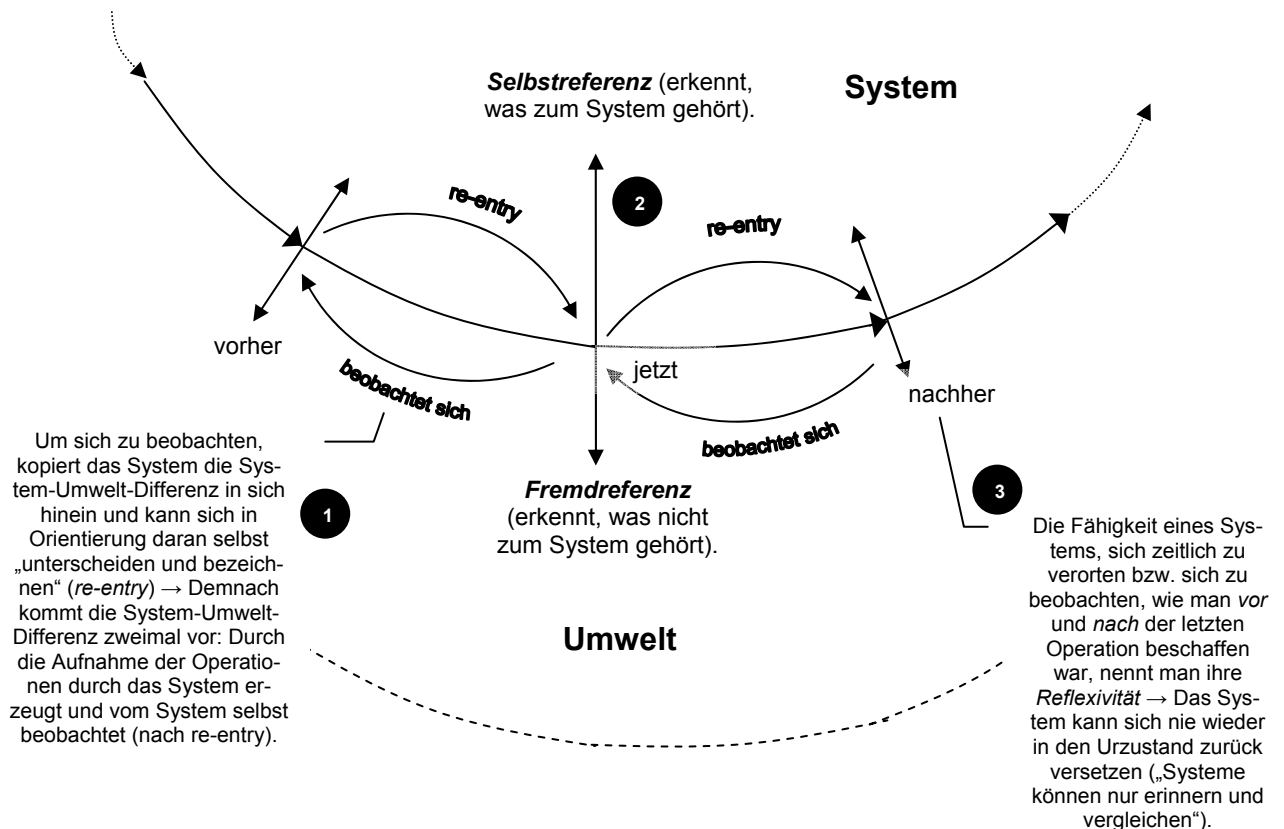 Selbstreferenz (erkennt,
was zum System gehört).
System
2
re-entry
re-entry
vorher
jetzt
nachher
beobachtet sich
beobachtet sich
Um sich zu beobachten,
kopiert das System die Sys-
tem-Umwelt-Differenz in sich
hinein und kann sich in
Orientierung daran selbst
„unterscheiden und bezeich-
nen“ (re-entry) → Demnach
kommt die System-Umwelt-
Differenz zweimal vor: Durch
die Aufnahme der Operatio-
nen durch das System er-
zeugt und vom System selbst
beobachtet (nach re-entry).
1
Fremdreferenz
(erkennt, was nicht
zum System gehört).
3
Die Fähigkeit eines Sys-
tems, sich zeitlich zu
verorten bzw. sich zu
beobachten, wie man vor
und nach der letzten
Operation beschaffen
war, nennt man ihre
Reflexivität → Das Sys-
tem kann sich nie wieder
in den Urzustand zurück
versetzen („Systeme
können nur erinnern und
vergleichen“).
Umwelt